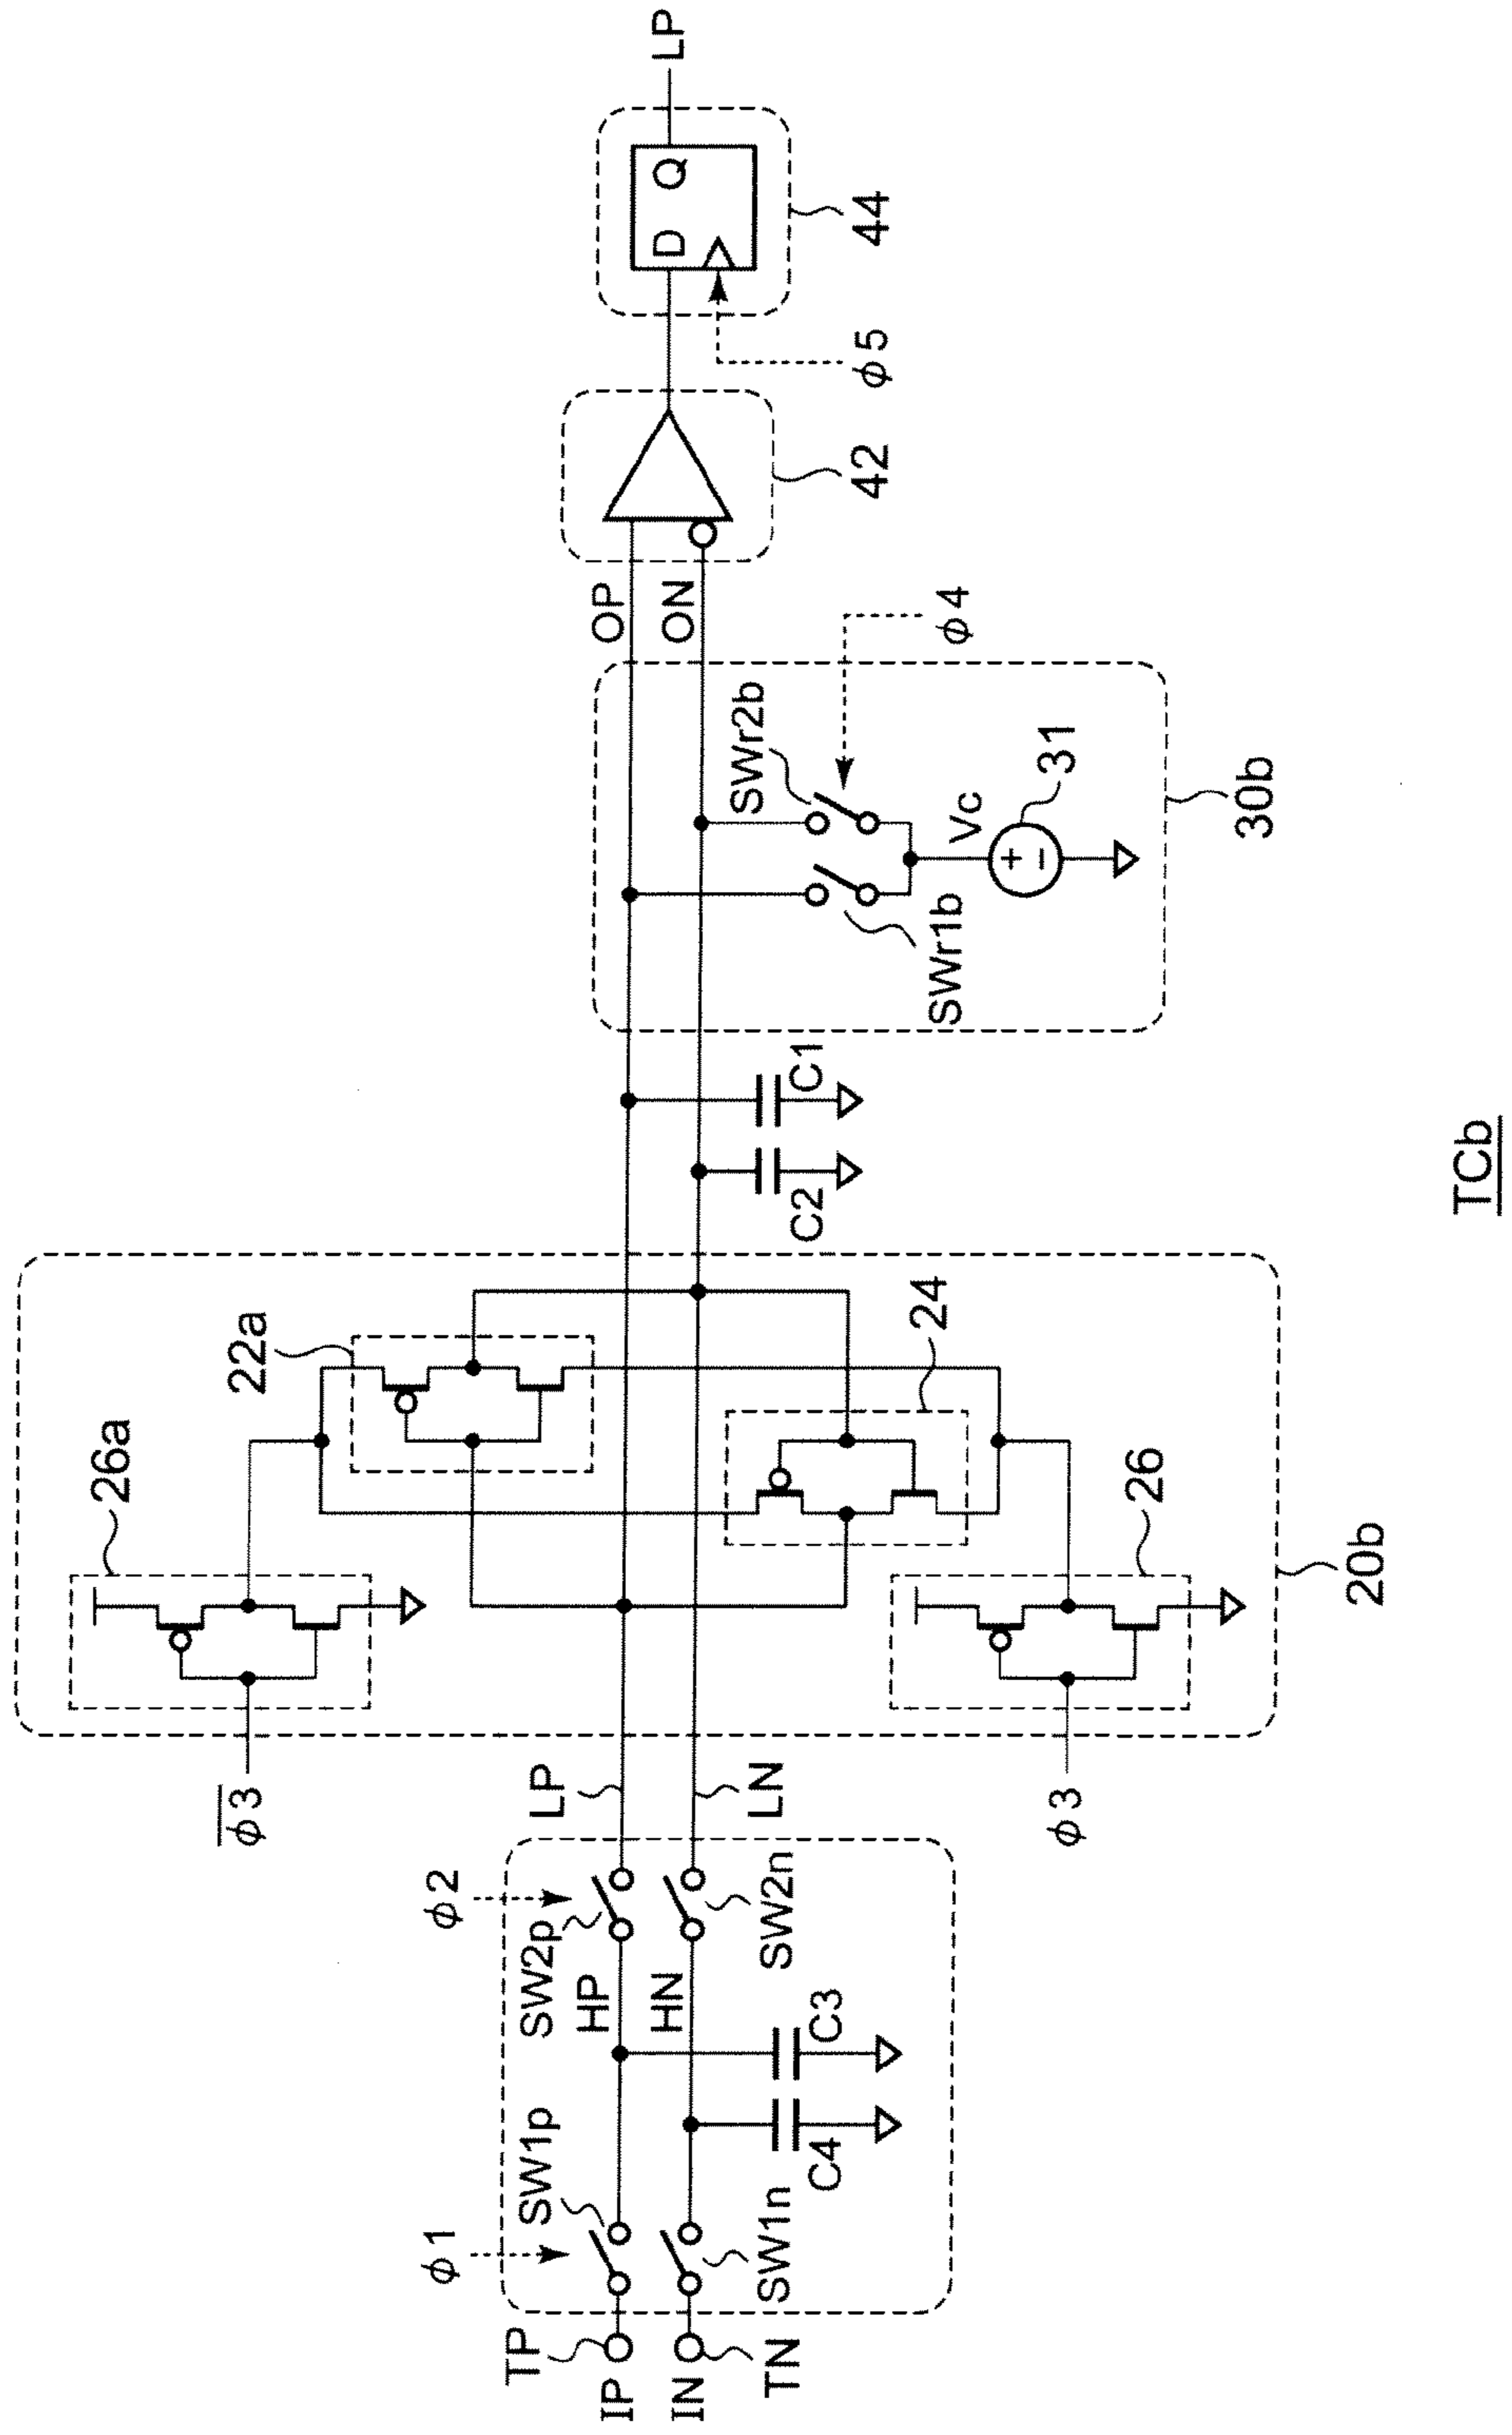 IP
IN
TP
TN
φ1
SW1p
SW1n
C4
C3
HP
HN
SW2p
φ2
SW2n
LP
LN
φ3
φ3
26a
22a
24
26
20b
C2
C1
SWr1b
SWr2b
Vc
31
φ4
30b
OP
ON
42
φ5
D
Q
44
LP
TCb